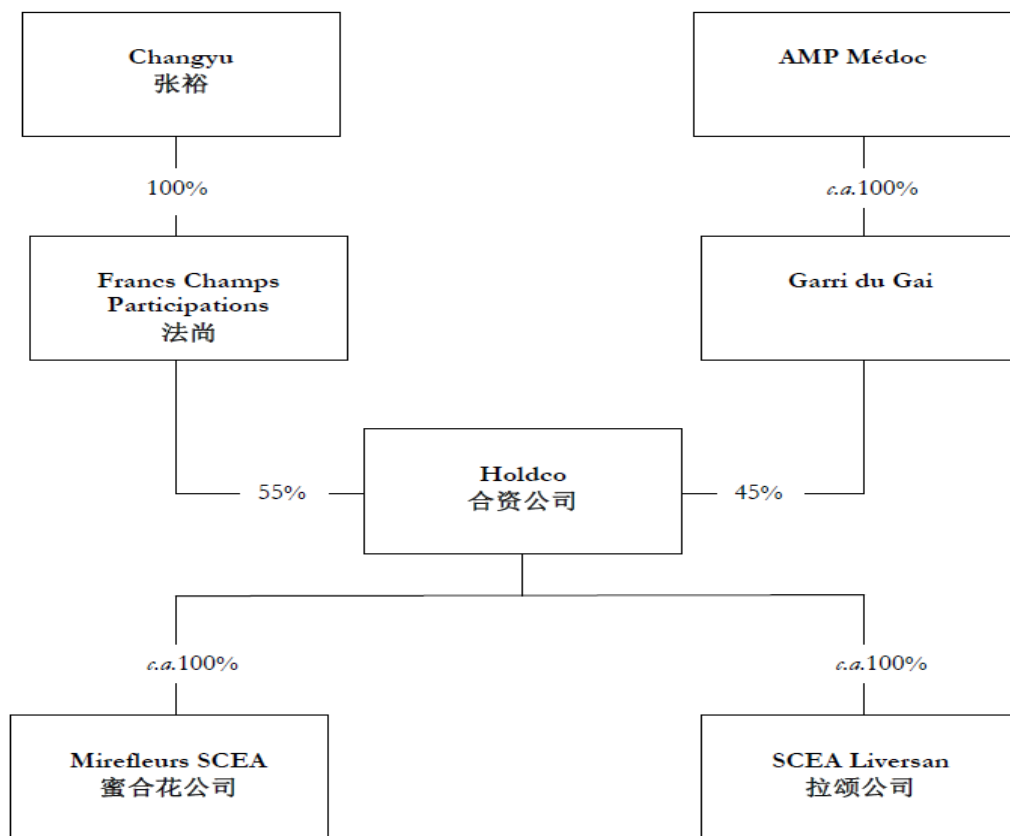 Changyu
张裕
AMP Médoc
100%
c.a.100%
Francs Champs
Participations
法尚
Garri du Gai
Holdco
合资公司
55%
45%
c.a.100%
c.a.100%
Mirefleurs SCEA
蜜合花公司
SCEA Liversan
拉颂公司